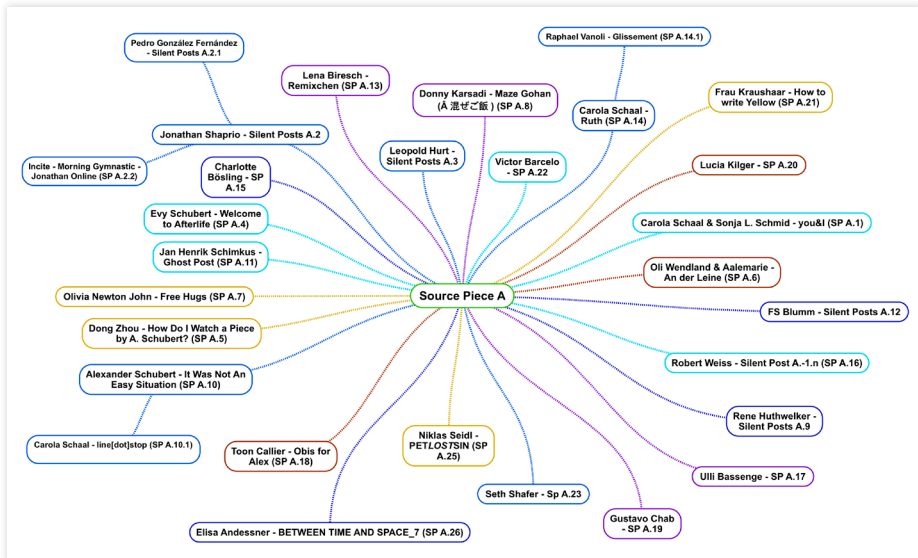 Pedro González Fernández
- Silent Posts A.2.1
Raphael Vanoli - Glissement (SP A.14.1)
Lena Biresch -
Remixchen (SP A.13)
Donny Karsadi - Maze Gohan
(Â 混ぜご飯 ) (SP A.8)
Frau Kraushaar - How to
write Yellow (SP A.21)
Carola Schaal -
Ruth (SP A.14)
Jonathan Shaprio - Silent Posts A.2
Leopold Hurt -
Silent Posts A.3
Victor Barcelo
- SP A.22
Lucia Kilger - SP A.20
Incite - Morning Gymnastic -
Jonathan Online (SP A.2.2)
Charlotte
Bösling - SP
A.15
Evy Schubert - Welcome
to Afterlife (SP A.4)
Carola Schaal & Sonja L. Schmid - you&I (SP A.1)
Jan Henrik Schimkus -
Ghost Post (SP A.11)
Oli Wendland & Aalemarie -
An der Leine (SP A.6)
Olivia Newton John - Free Hugs (SP A.7)
Source Piece A
FS Blumm - Silent Posts A.12
Dong Zhou - How Do I Watch a Piece
by A. Schubert? (SP A.5)
Robert Weiss - Silent Post A.-1.n (SP A.16)
Alexander Schubert - It Was Not An
Easy Situation (SP A.10)
Rene Huthwelker -
Silent Posts A.9
Carola Schaal - line[dot]stop (SP A.10.1)
Toon Callier - Obis for
Alex (SP A.18)
Niklas Seidl -
PETLOSTSIN (SP
A.25)
Ulli Bassenge - SP A.17
Seth Shafer - Sp A.23
Gustavo Chab
- SP A.19
Elisa Andessner - BETWEEN TIME AND SPACE_7 (SP A.26)